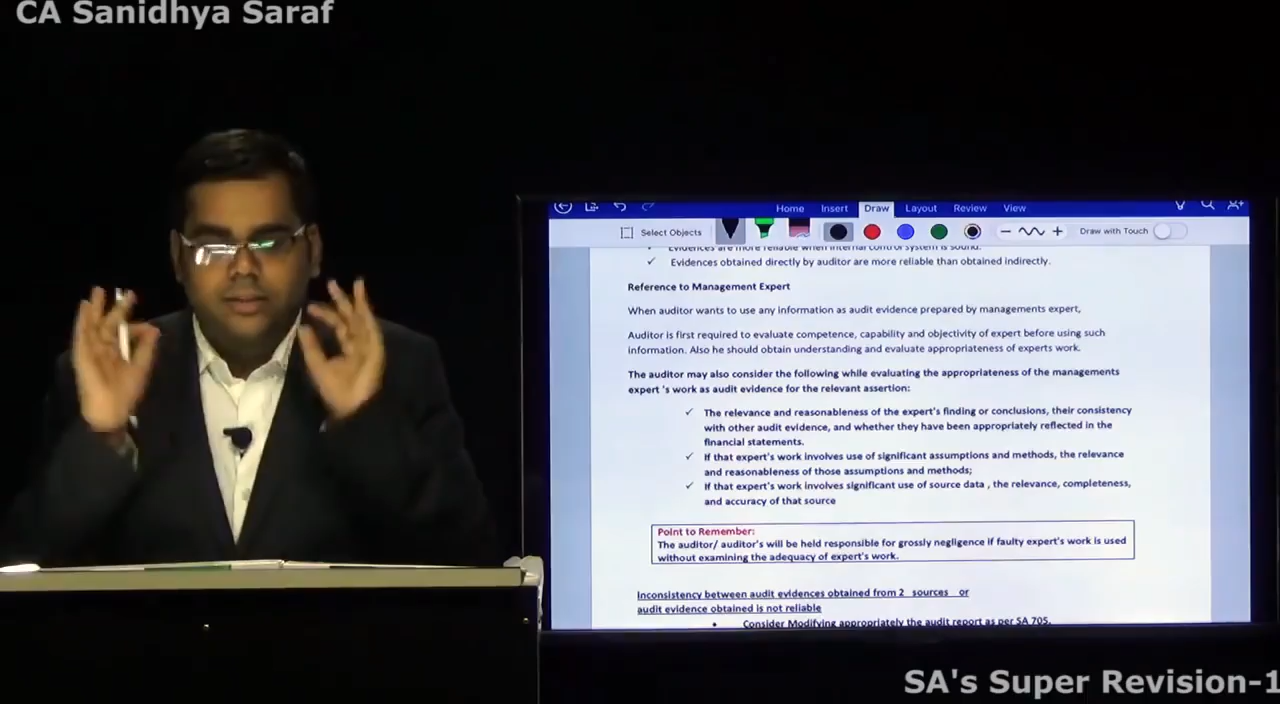 CA Sanidhya Saraf
Home Insert Draw Layout Review View
Select Objects
Draw with Touch
Evidences are more reliable when internal control system is sound.
✓ Evidences obtained directly by auditor are more reliable than obtained indirectly.
Reference to Management Expert
When auditor wants to use any information as audit evidence prepared by managements expert,
Auditor is first required to evaluate competence, capability and objectivity of expert before using such
information. Also he should obtain understanding and evaluate appropriateness of experts work.
The auditor may also consider the following while evaluating the appropriateness of the managements
expert 's work as audit evidence for the relevant assertion:
✓ The relevance and reasonableness of the expert's finding or conclusions, their consistency
with other audit evidence, and whether they have been appropriately reflected in the
financial statements.
✓ If that expert's work involves use of significant assumptions and methods, the relevance
and reasonableness of those assumptions and methods;
✓ If that expert's work involves significant use of source data , the relevance, completeness,
and accuracy of that source
Point to Remember:
The auditor/ auditor's will be held responsible for grossly negligence if faulty expert's work is used
without examining the adequacy of expert's work.
Inconsistency between audit evidences obtained from 2 sources or
audit evidence obtained is not reliable
• Consider Modifying appropriately the audit report as per SA 705.
SA's Super Revision-1